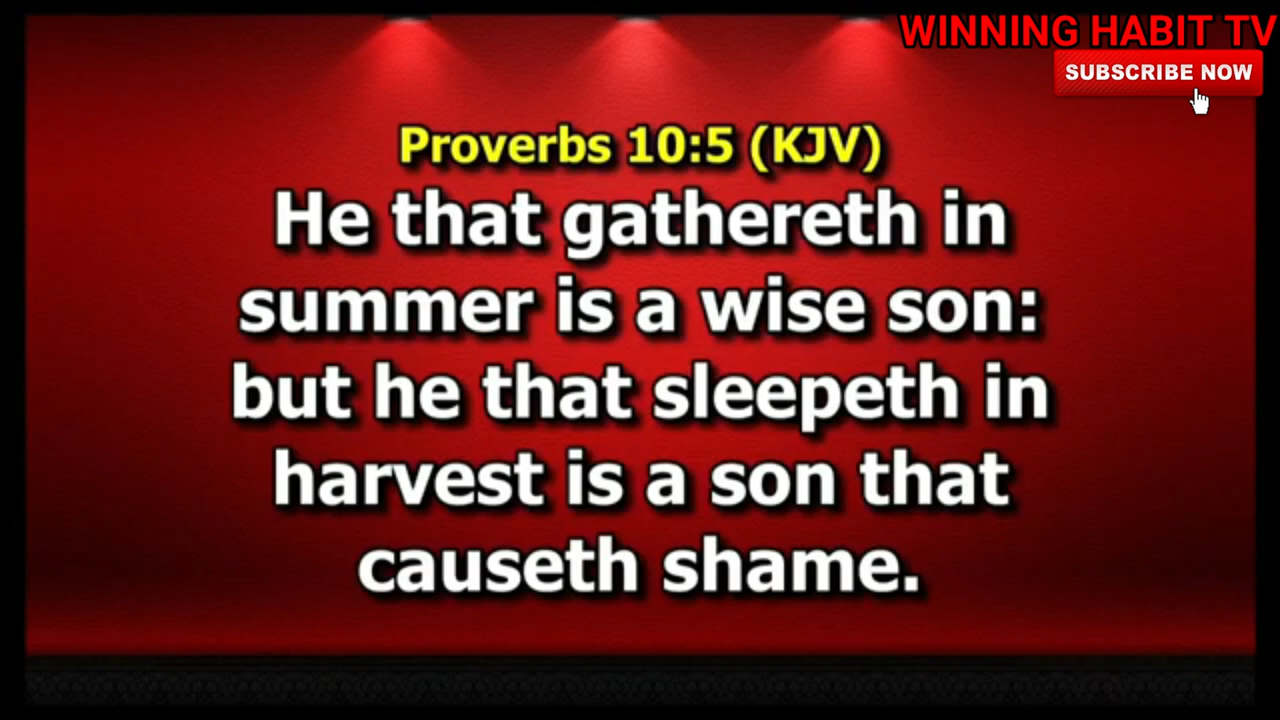 WINNING HABIT TV
SUBSCRIBE NOW
Proverbs 10:5 (KJV)
He that gathereth in
summer is a wise son:
but he that sleepeth in
harvest is a son that
causeth shame.